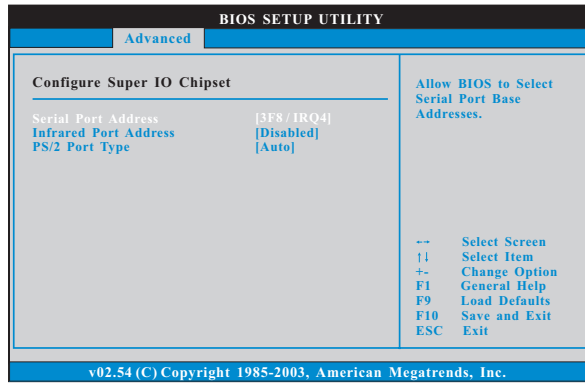 BIOS SETUP UTILITY
Advanced
Configure Super IO Chipset
Serial Port Address [3F8 / IRQ4]
Infrared Port Address [Disabled]
PS/2 Port Type [Auto]
Allow BIOS to Select
Serial Port Base
Addresses.
←→ Select Screen
↑↓ Select Item
+- Change Option
F1 General Help
F9 Load Defaults
F10 Save and Exit
ESC Exit
v02.54 (C) Copyright 1985-2003, American Megatrends, Inc.